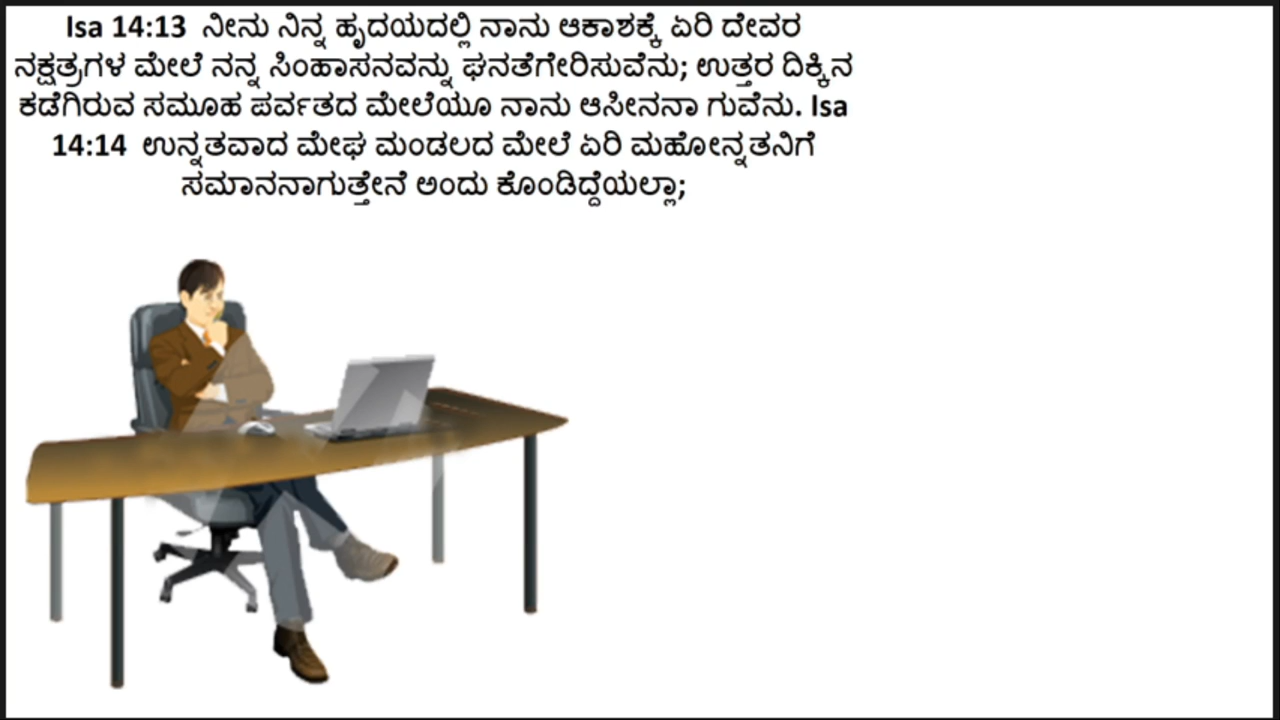 Isa 14:13 ನೀನು ನಿನ್ನ ಹೃದಯದಲ್ಲಿ ನಾನು ಆಕಾಶಕ್ಕೆ ಏರಿ ದೇವರ
ನಕ್ಷತ್ರಗಳ ಮೇಲೆ ನನ್ನ ಸಿಂಹಾಸನವನ್ನು ಘನತೆಗೇರಿಸುವೆನು; ಉತ್ತರ ದಿಕ್ಕಿನ
ಕಡೆಗಿರುವ ಸಮೂಹ ಪರ್ವತದ ಮೇಲೆಯೂ ನಾನು ಆಸೀನನಾ ಗುವೆನು. Isa
14:14 ಉನ್ನತವಾದ ಮೇಘ ಮಂಡಲದ ಮೇಲೆ ಏರಿ ಮಹೋನ್ನತನಿಗೆ
ಸಮಾನನಾಗುತ್ತೇನೆ ಅಂದು ಕೊಂಡಿದ್ದೆಯಲ್ಲಾ;